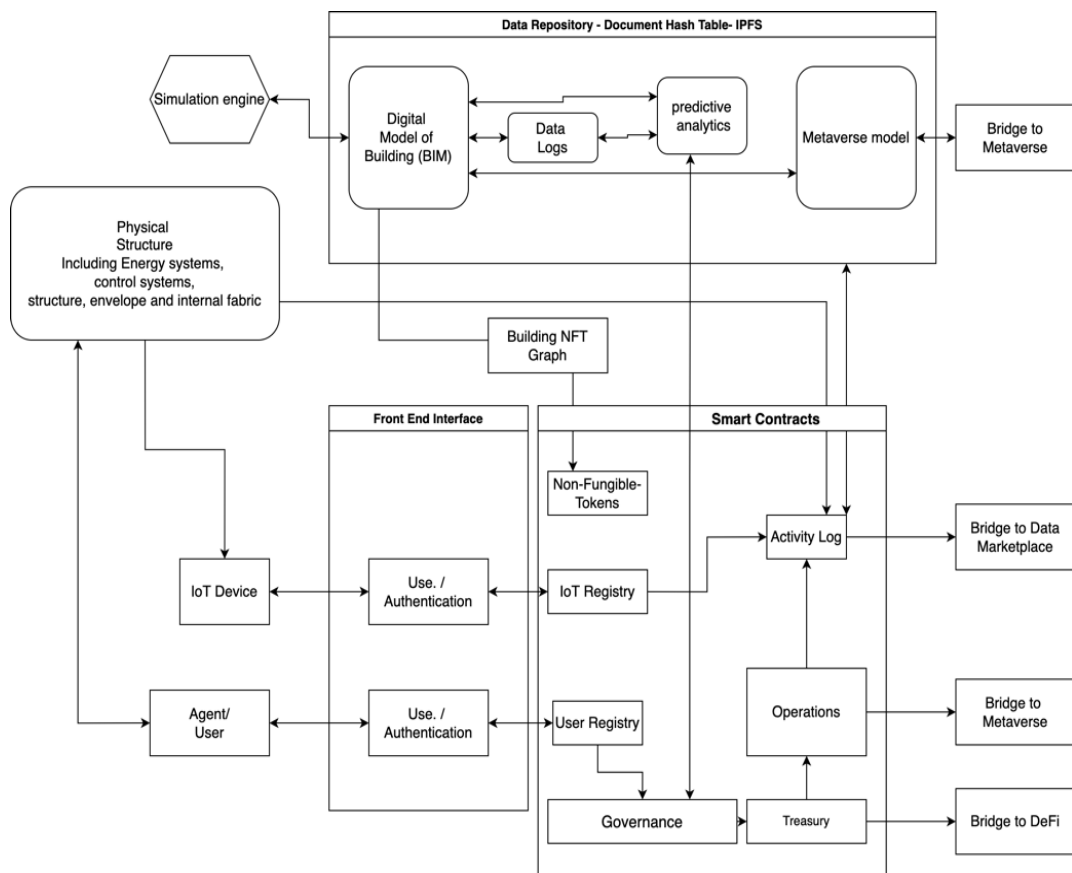 Data Repository - Document Hash Table- IPFS
Simulation engine
Digital
Model of
Building (BIM)
Data
Logs
predictive
analytics
Metaverse model
Bridge to
Metaverse
Physical
Structure
Including Energy systems,
control systems,
structure, envelope and internal fabric
Building NFT
Graph
Front End Interface
Smart Contracts
Non-Fungible-
Tokens
Activity Log
Bridge to Data
Marketplace
IoT Device
Use. /
Authentication
IoT Registry
Agent/
User
Use. /
Authentication
User Registry
Operations
Bridge to
Metaverse
Governance
Treasury
Bridge to DeFi